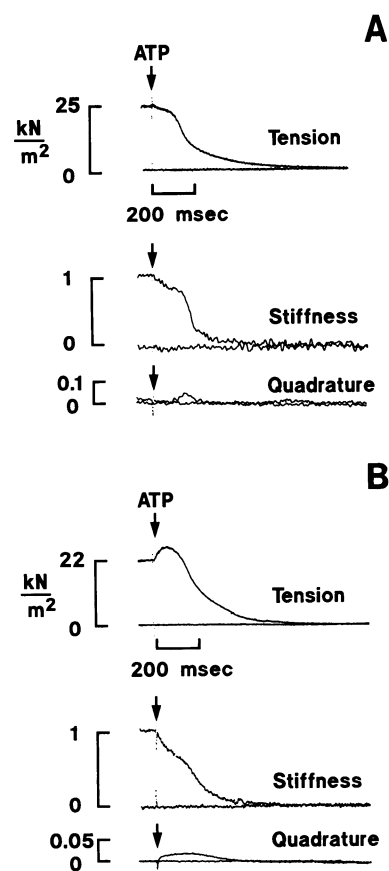 A
ATP
25
kN
m2
0
Tension
200 msec
1
0
Stiffness
0.1
0
Quadrature
B
ATP
22
kN
m2
0
Tension
200 msec
1
0
Stiffness
0.05
0
Quadrature